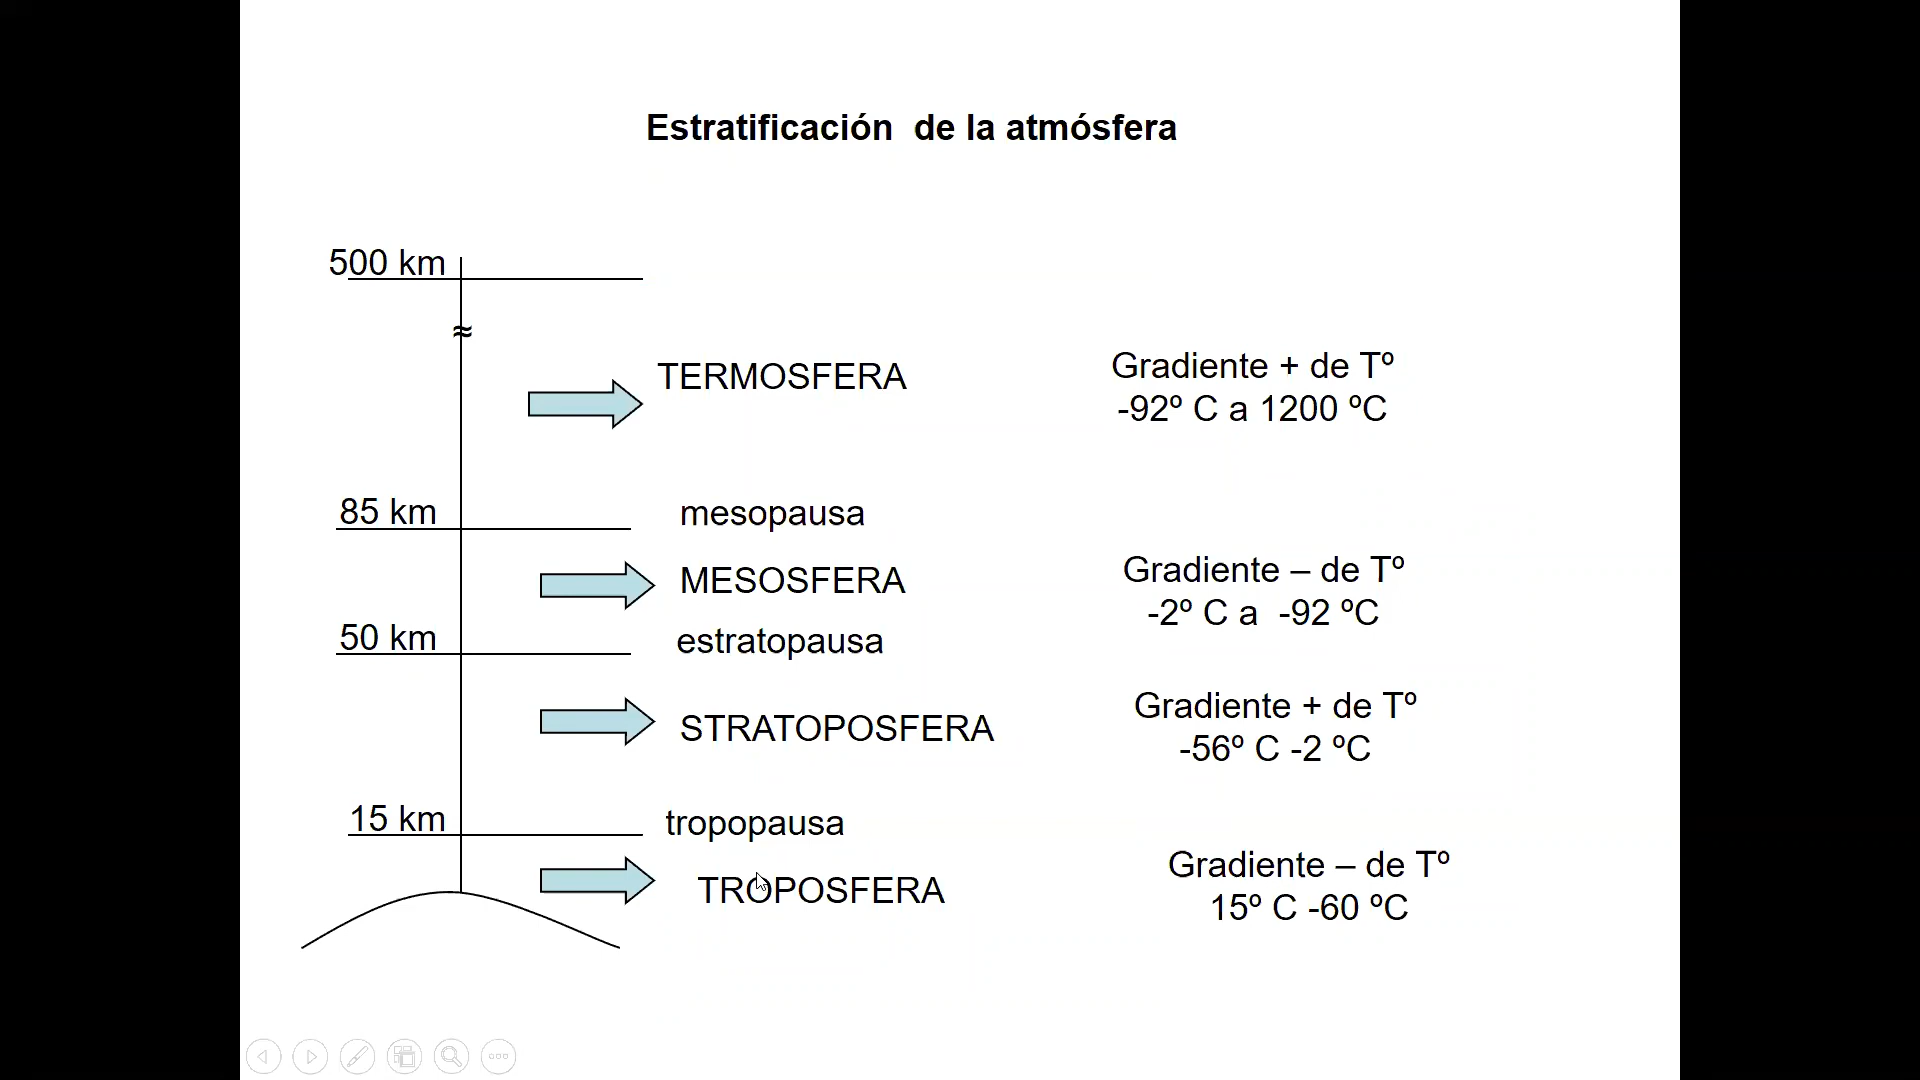 Estratificación de la atmósfera
500 km
≈
TERMOSFERA
Gradiente + de Tº
-92º C a 1200 ºC
85 km
mesopausa
MESOSFERA
Gradiente – de Tº
-2º C a -92 ºC
50 km
estratopausa
STRATOPOSFERA
Gradiente + de Tº
-56º C -2 ºC
15 km
tropopausa
TROPOSFERA
Gradiente – de Tº
15º C -60 ºC